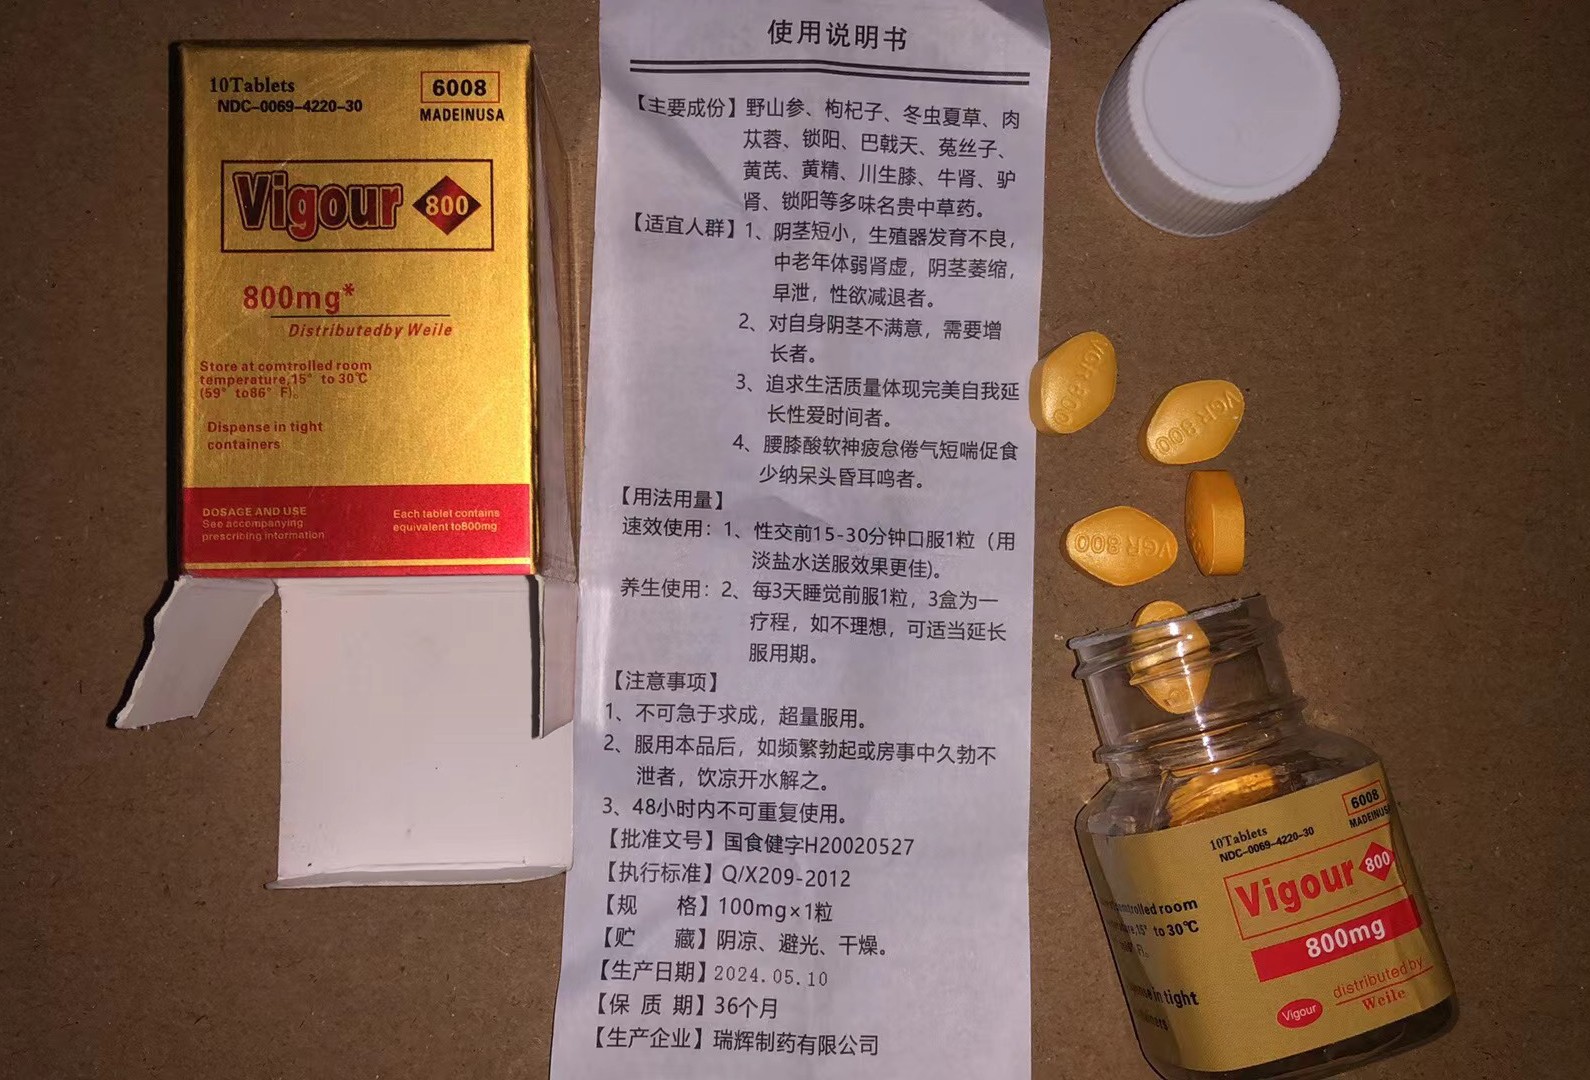 10Tablets
NDC-0069-4220-30
6008
MADEINUSA
Vigour 800
800mg*
Distributedby Weile
Store at comtrolled room
temperature,15° to 30℃
(59° to86° F)。
Dispense in tight
containers
DOSAGE AND USE
See accompanying
prescribing information
Each tablet contains
equivalent to800mg
使用说明书
【主要成份】野山参、枸杞子、冬虫夏草、肉
苁蓉、锁阳、巴戟天、菟丝子、
黄芪、黄精、川生膝、牛肾、驴
肾、锁阳等多味名贵中草药。
【适宜人群】1、阴茎短小，生殖器发育不良，
中老年体弱肾虚，阴茎萎缩，
早泄，性欲减退者。
2、对自身阴茎不满意，需要增
长者。
3、追求生活质量体现完美自我延
长性爱时间者。
4、腰膝酸软神疲怠倦气短喘促食
少纳呆头昏耳鸣者。
【用法用量】
速效使用：1、性交前15-30分钟口服1粒（用
淡盐水送服效果更佳)。
养生使用：2、每3天睡觉前服1粒，3盒为一
疗程，如不理想，可适当延长
服用期。
【注意事项】
1、不可急于求成，超量服用。
2、服用本品后，如频繁勃起或房事中久勃不
泄者，饮凉开水解之。
3、48小时内不可重复使用。
【批准文号】国食健字H20020527
【执行标准】Q/X209-2012
【规 格】100mg×1粒
【贮 藏】阴凉、避光、干燥。
【生产日期】2024.05.10
【保 质 期】36个月
【生产企业】瑞辉制药有限公司
VGR 800
VGR 800
VGR 800
10Tablets
NDC-0069-4220-30
6008
MADEINUSA
Vigour 800
800mg
distributed by
Weile
Vigour
room
to 30℃
in tight